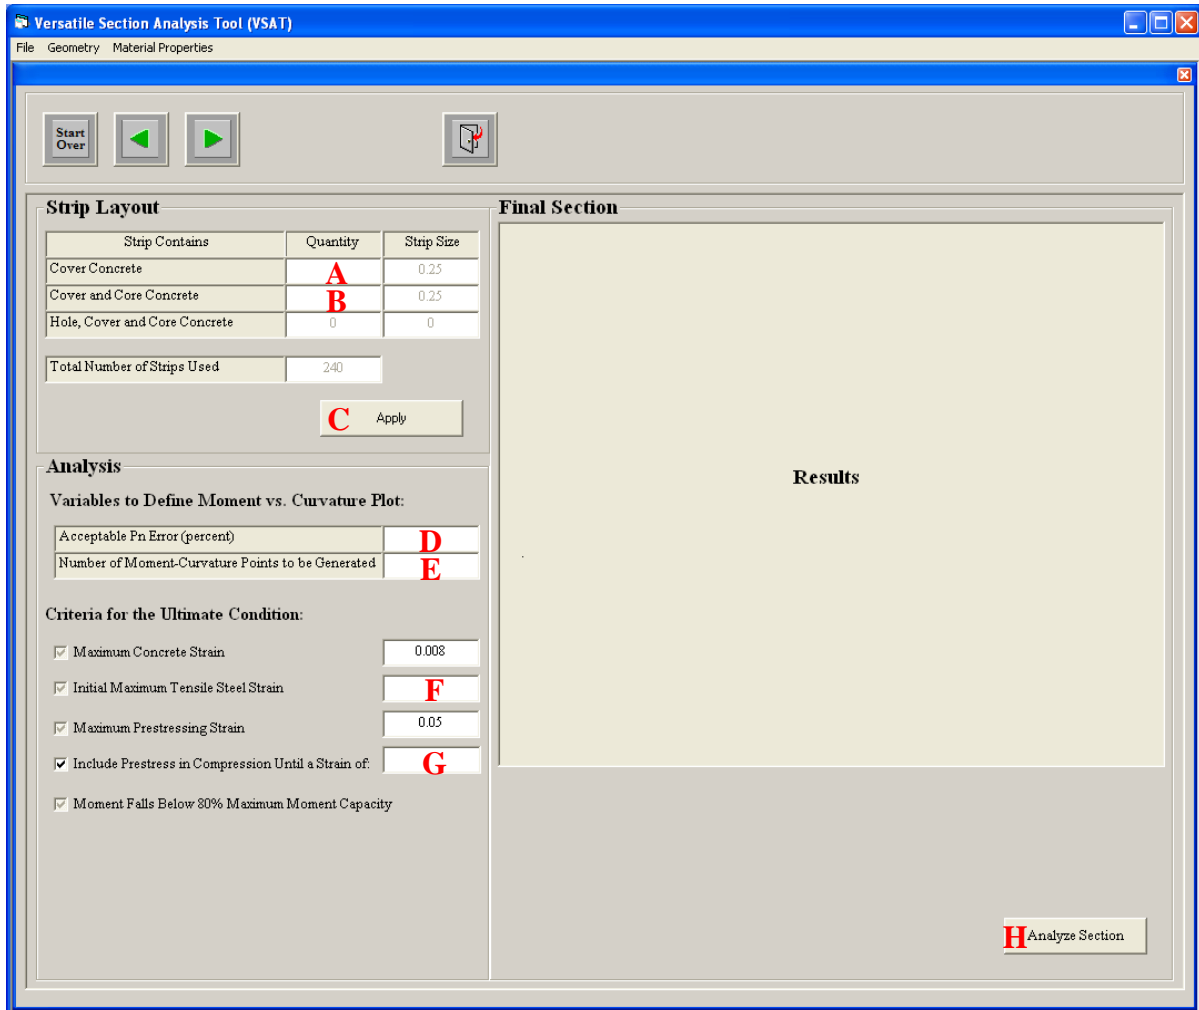 Versatile Section Analysis Tool (VSAT)
File Geometry Material Properties
Start
Over
Strip Layout
Strip Contains Quantity Strip Size
Cover Concrete A 0.25
Cover and Core Concrete B 0.25
Hole, Cover and Core Concrete 0 0
Total Number of Strips Used 240
C Apply
Analysis
Variables to Define Moment vs. Curvature Plot:
Acceptable Pn Error (percent) D
Number of Moment-Curvature Points to be Generated E
Criteria for the Ultimate Condition:
Maximum Concrete Strain 0.008
Initial Maximum Tensile Steel Strain F
Maximum Prestressing Strain 0.05
Include Prestress in Compression Until a Strain of: G
Moment Falls Below 80% Maximum Moment Capacity
Final Section
Results
H Analyze Section